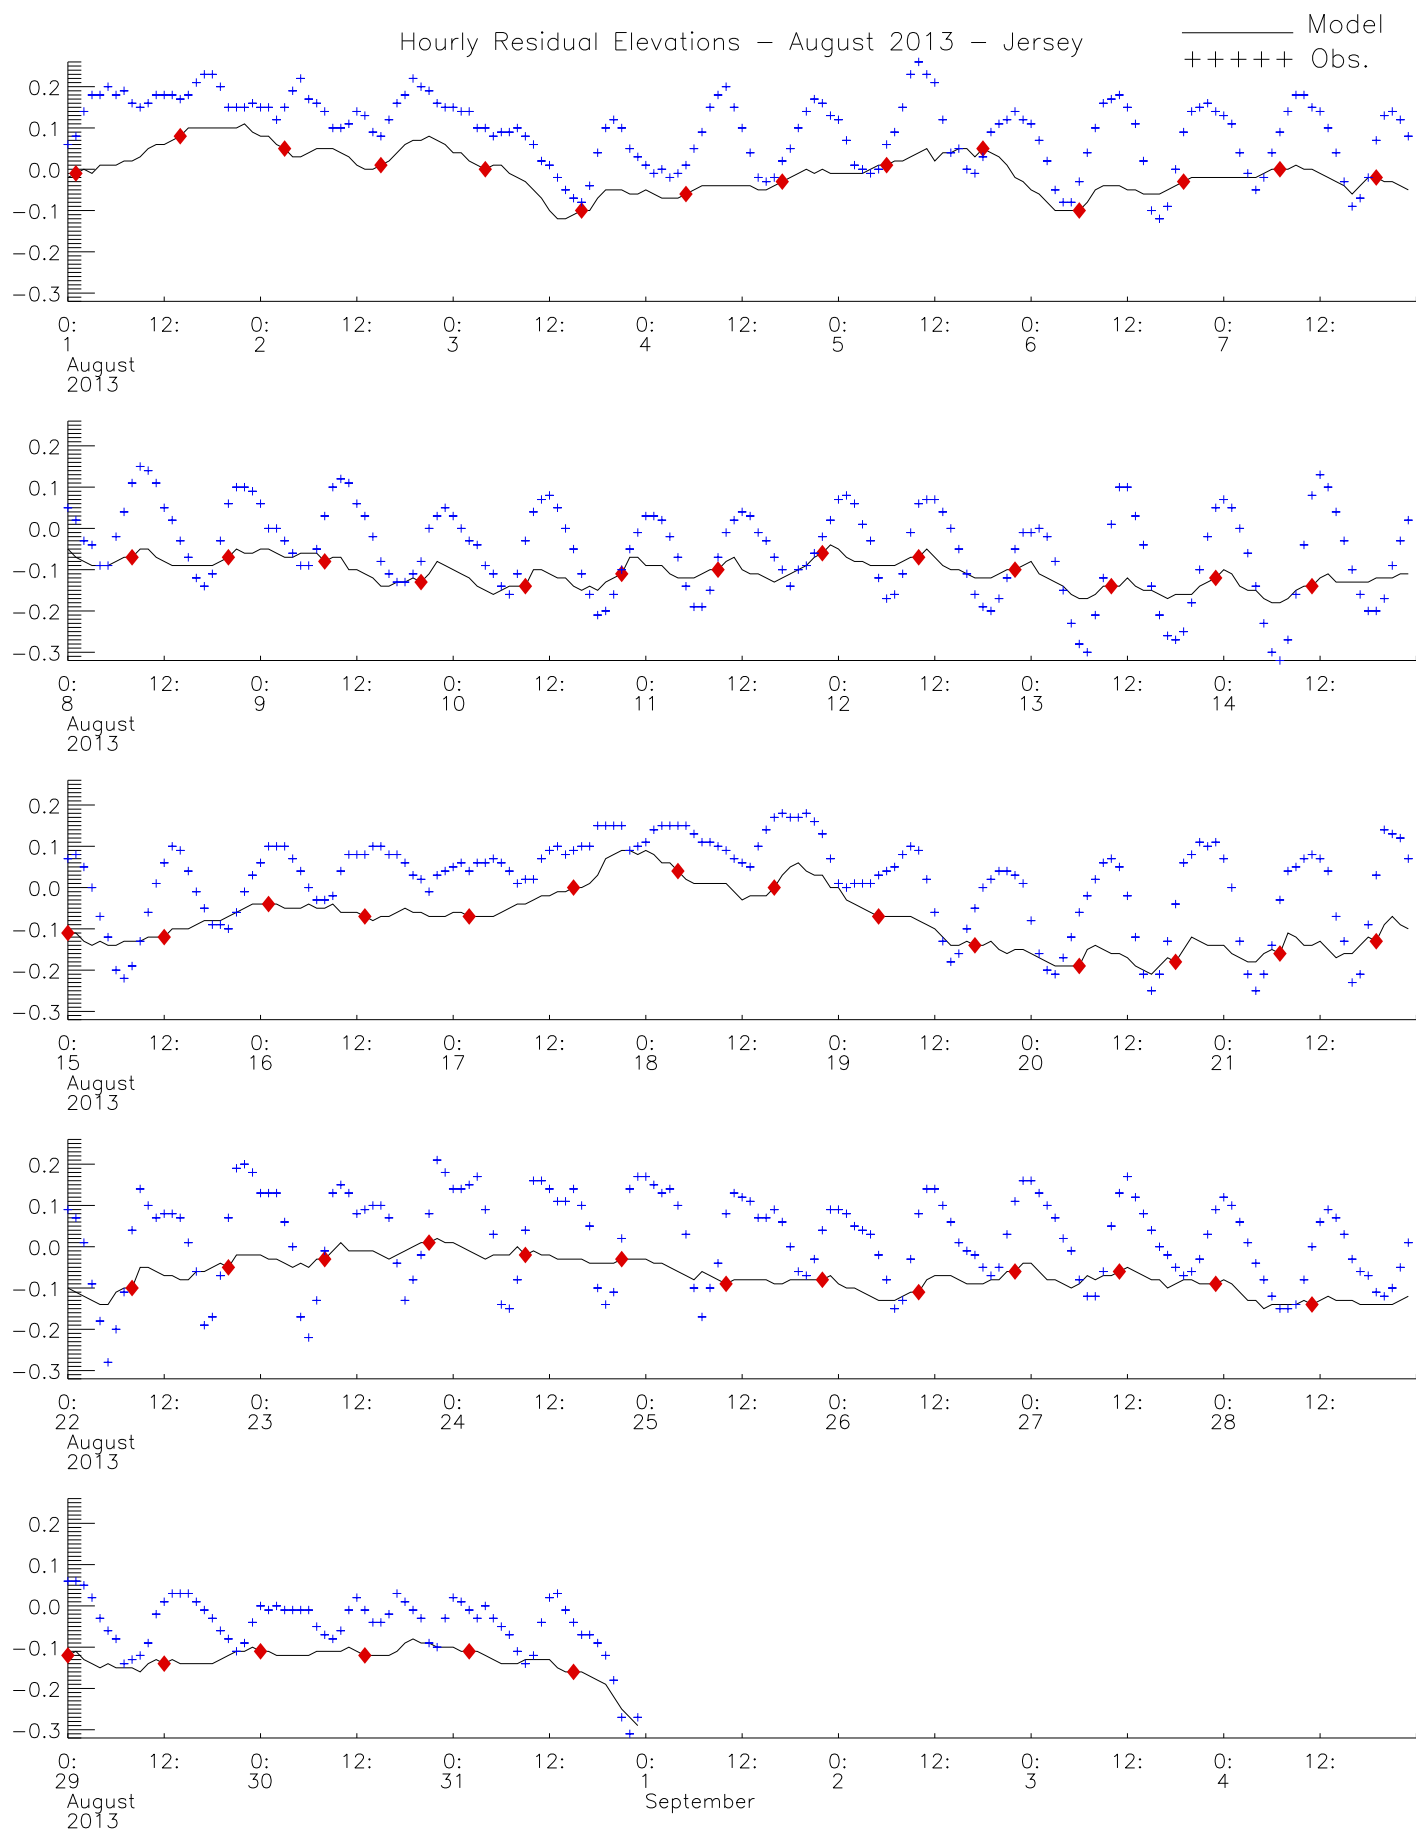 Hourly Residual Elevations – August 2013 – Jersey
Model
+++++ Obs.
0.2
0.1
0.0
−0.1
−0.2
−0.3
0: 12: 0: 12: 0: 12: 0: 12: 0: 12: 0: 12: 0: 12:
1 2 3 4 5 6 7
August
2013
0.2
0.1
0.0
−0.1
−0.2
−0.3
0: 12: 0: 12: 0: 12: 0: 12: 0: 12: 0: 12: 0: 12:
8 9 10 11 12 13 14
August
2013
0.2
0.1
0.0
−0.1
−0.2
−0.3
0: 12: 0: 12: 0: 12: 0: 12: 0: 12: 0: 12: 0: 12:
15 16 17 18 19 20 21
August
2013
0.2
0.1
0.0
−0.1
−0.2
−0.3
0: 12: 0: 12: 0: 12: 0: 12: 0: 12: 0: 12: 0: 12:
22 23 24 25 26 27 28
August
2013
0.2
0.1
0.0
−0.1
−0.2
−0.3
0: 12: 0: 12: 0: 12: 0: 12: 0: 12: 0: 12: 0: 12:
29 30 31 1 2 3 4
August September
2013